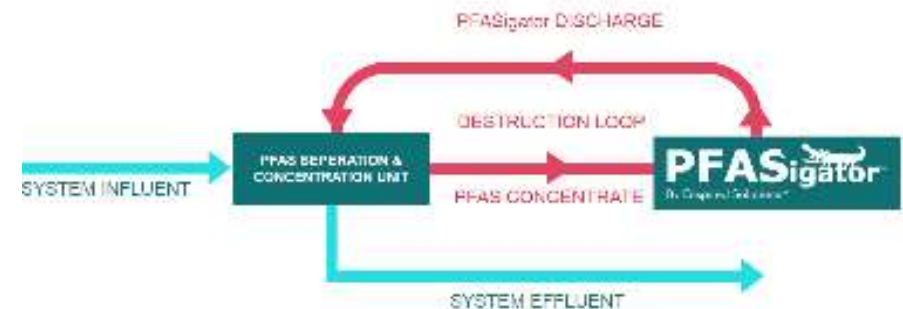 PFASigator DISCHARGE
DESTRUCTION LOOP
PFAS SEPERATION &
CONCENTRATION UNIT
PFASigator
SYSTEM INFLUENT
PFAS CONCENTRATE
SYSTEM EFFLUENT